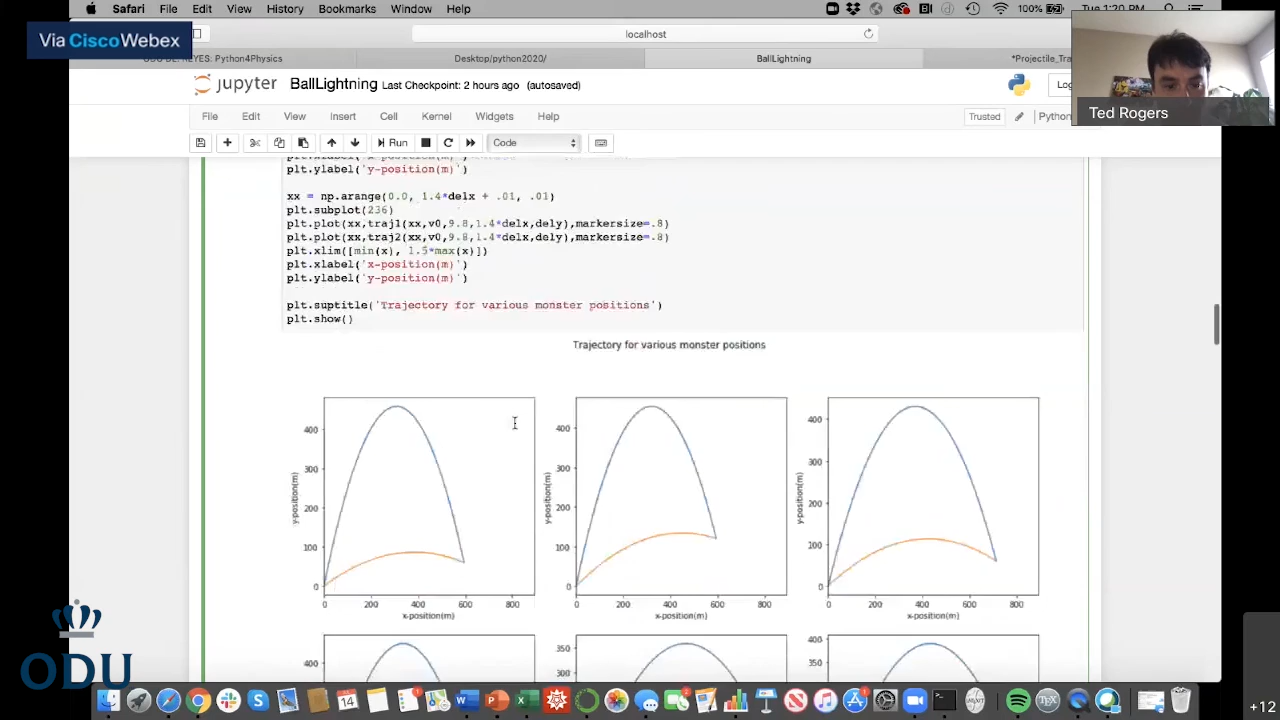 Safari File Edit View History Bookmarks Window Help
100% Tue 1:20 PM
Via CiscoWebex
localhost
Python4Physics
Desktop/python2020/
BallLightning
*Projectile_Tra
jupyter BallLightning Last Checkpoint: 2 hours ago (autosaved)
Ted Rogers
File Edit View Insert Cell Kernel Widgets Help
Trusted
Python
Run
Code
plt.ylabel('y-position(m)')
xx = np.arange(0.0, 1.4*delx + .01, .01)
plt.subplot(236)
plt.plot(xx,traj1(xx,v0,9.8,1.4*delx,dely),markersize=.8)
plt.plot(xx,traj2(xx,v0,9.8,1.4*delx,dely),markersize=.8)
plt.xlim([min(x), 1.5*max(x)])
plt.xlabel('x-position(m)')
plt.ylabel('y-position(m)')
plt.suptitle('Trajectory for various monster positions')
plt.show()
Trajectory for various monster positions
400 300 200 100 0
y-position(m)
0 200 400 600 800
x-position(m)
400 300 200 100 0
y-position(m)
0 200 400 600 800
x-position(m)
400 300 200 100 0
y-position(m)
0 200 400 600 800
x-position(m)
400
350
300
400
350
ODU
+12